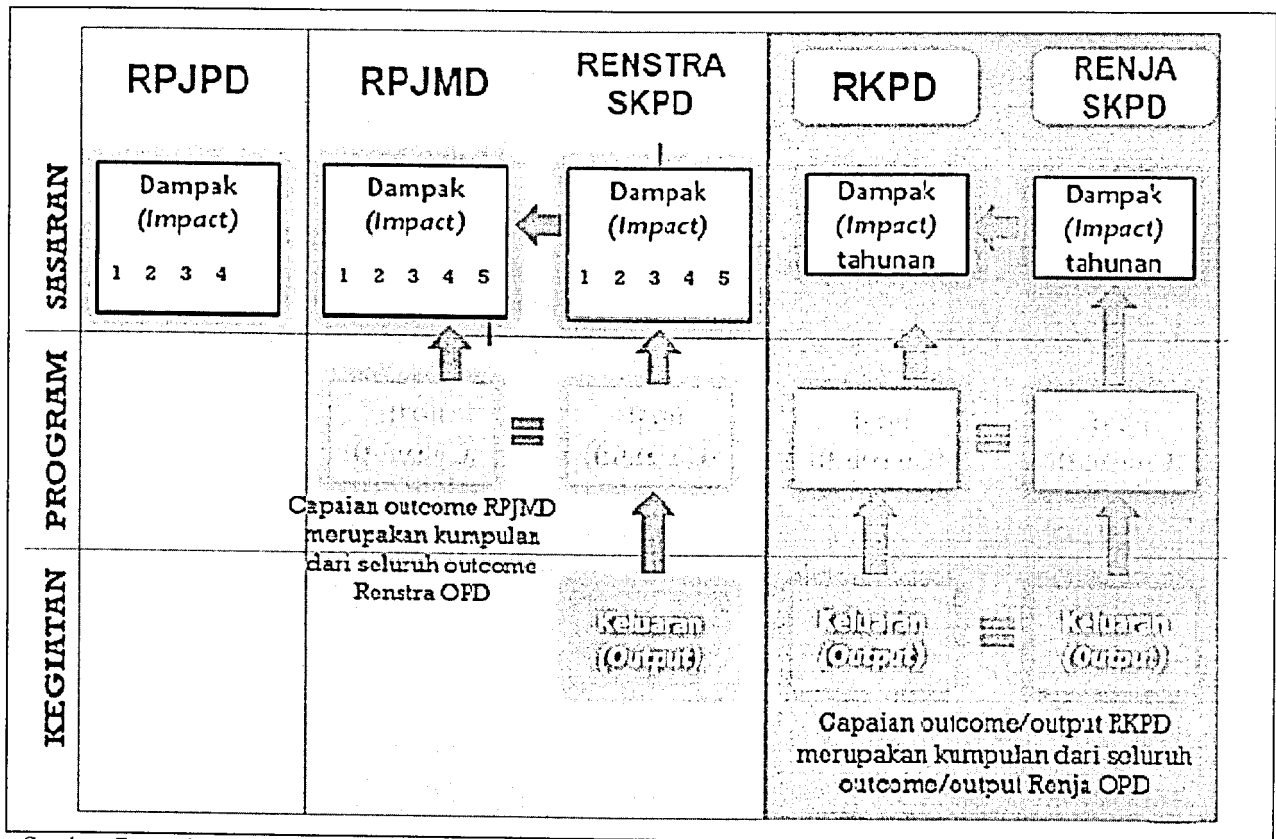 RPJPD
RPJMD
RENSTRA
SKPD
RKPD
RENJA
SKPD
SASARAN
Dampak
(Impact)
1 2 3 4
Dampak
(Impact)
1 2 3 4 5
Dampak
(Impact)
1 2 3 4 5
Dampak
(Impact)
tahunan
Dampak
(Impact)
tahunan
PROGRAM
=
=
Capaian outcome RPJMD
merupakan kumpulan
dari seluruh outcome
Renstra OPD
KEGIATAN
Keluaran
(Output)
Keluaran
(Output)
=
Keluaran
(Output)
Capaian outcome/output RKPD
merupakan kumpulan dari seluruh
outcome/output Renja OPD